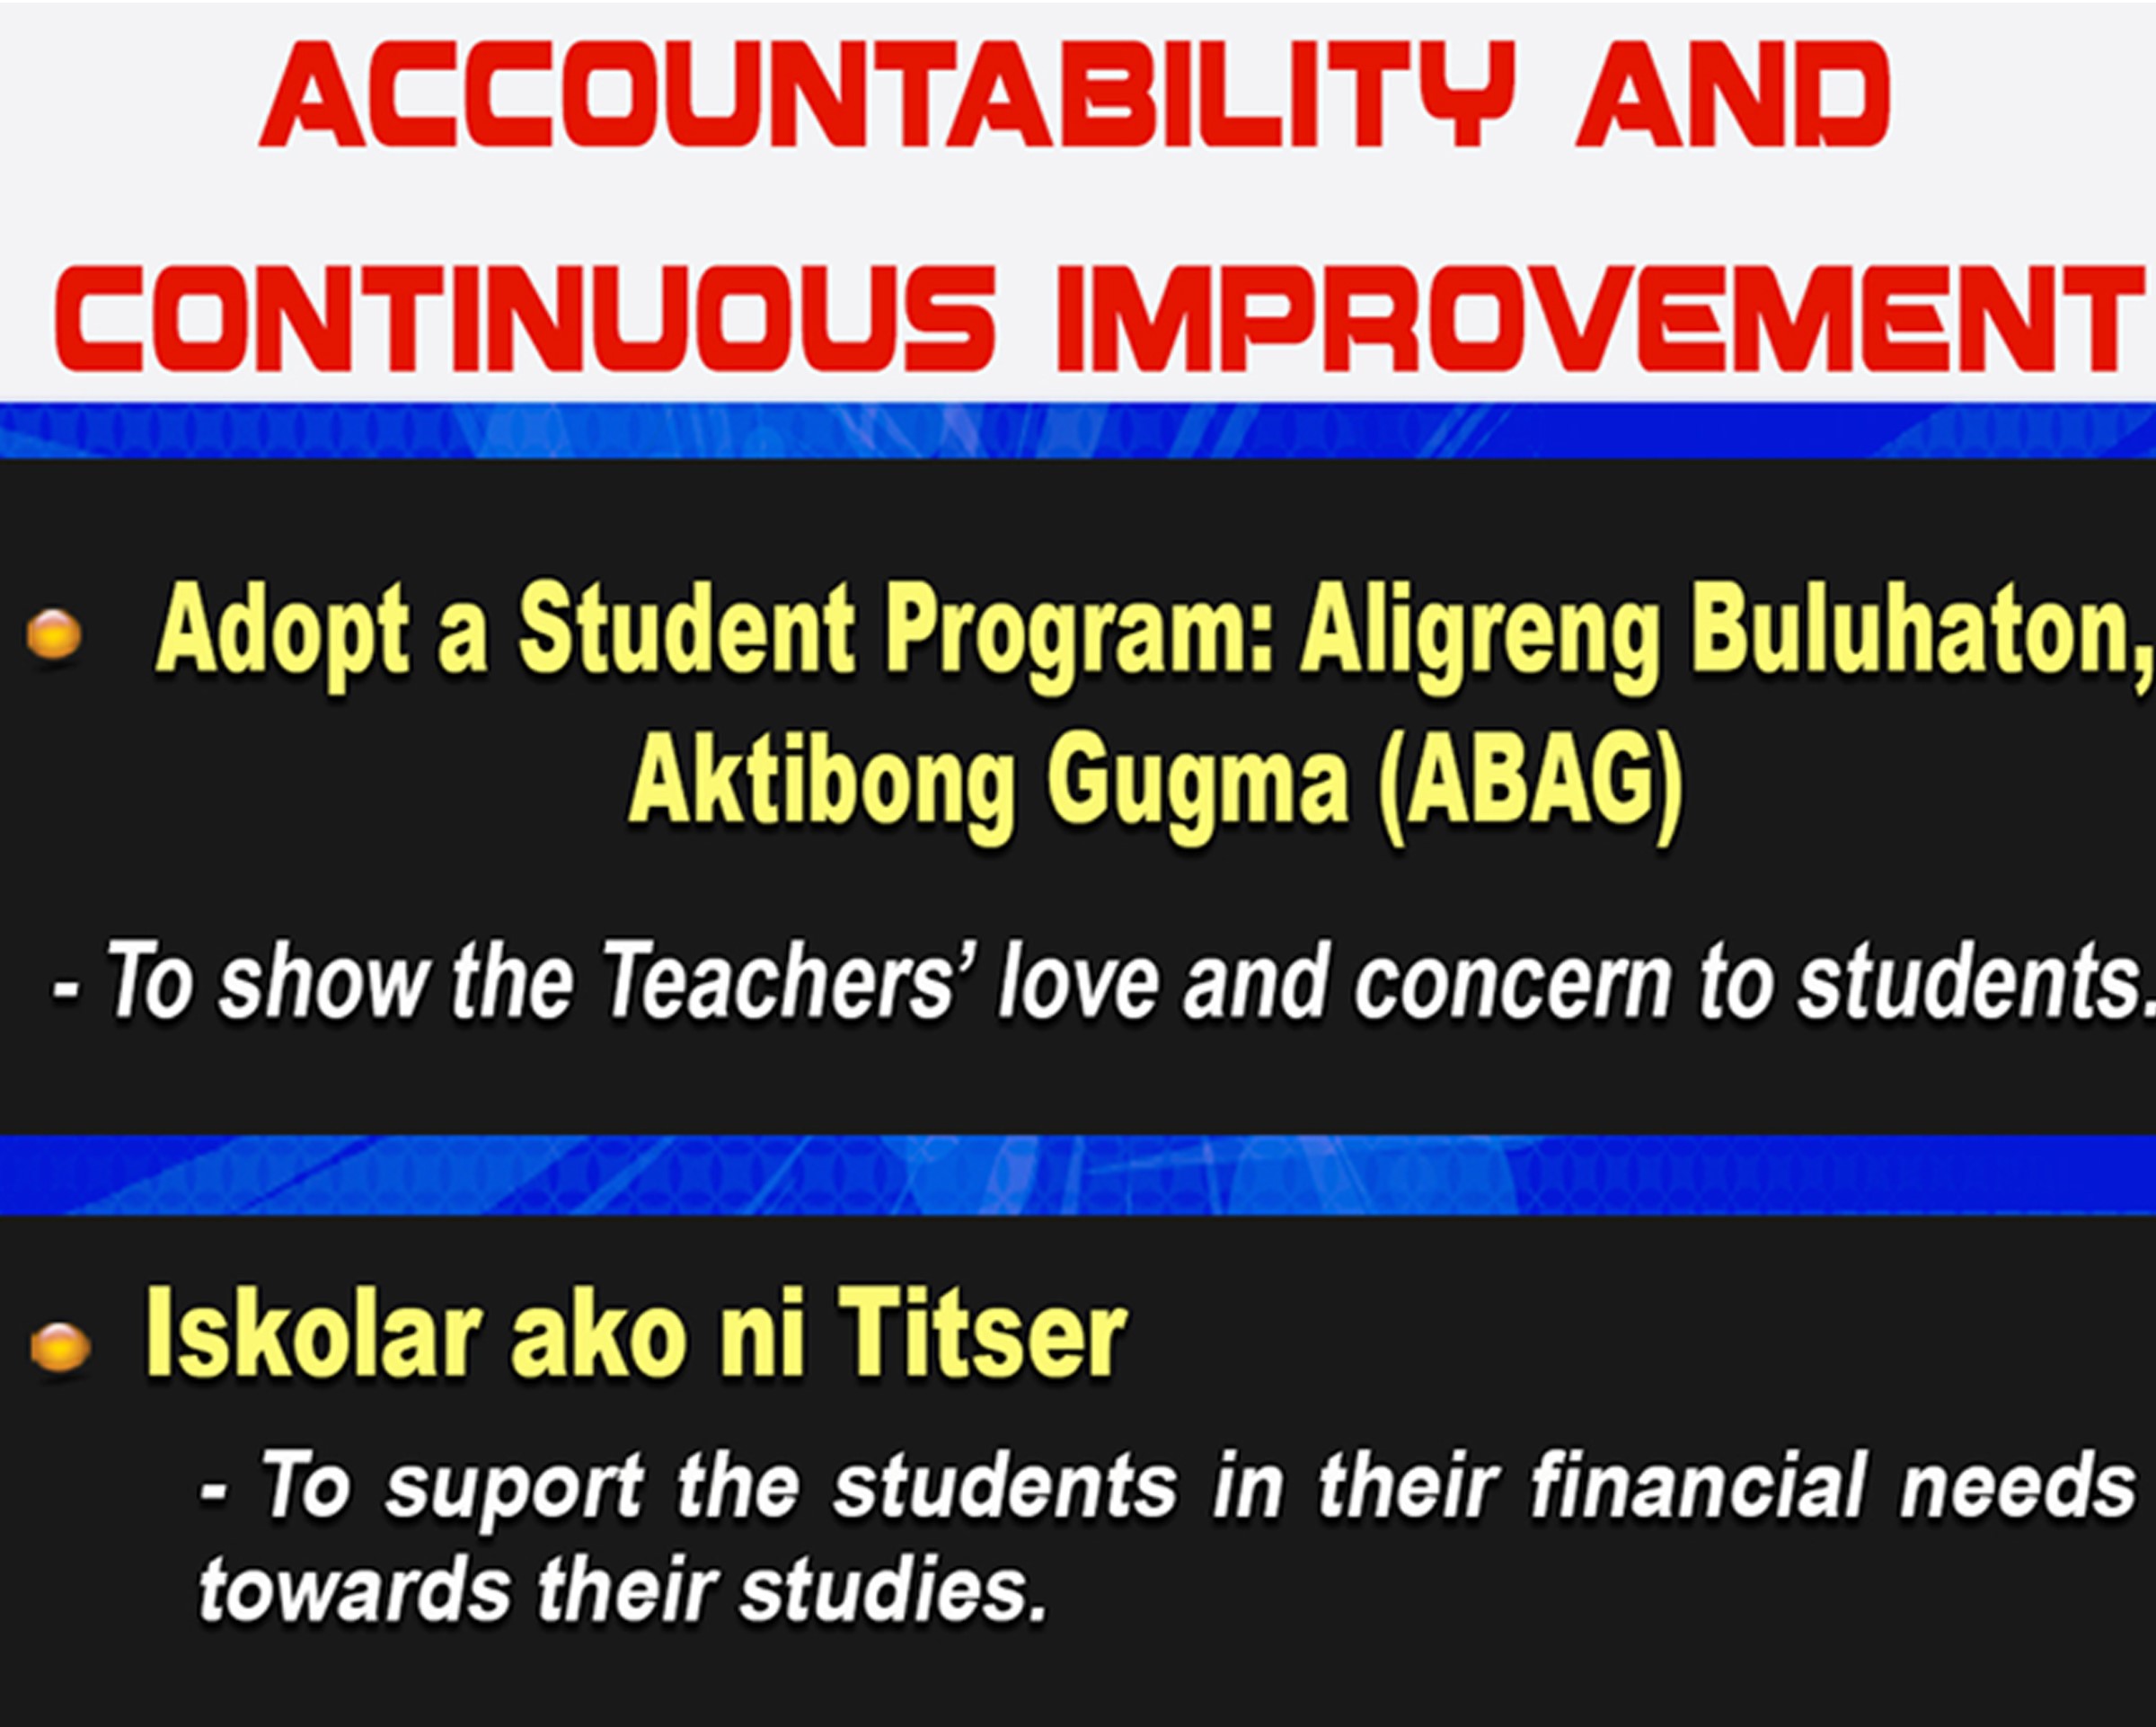 ACCOUNTABILITY AND
CONTINUOUS IMPROVEMENT
Adopt a Student Program: Aligreng Buluhaton,
Aktibong Gugma (ABAG)
- To show the Teachers’ love and concern to students.
Iskolar ako ni Titser
- To suport the students in their financial needs
towards their studies.